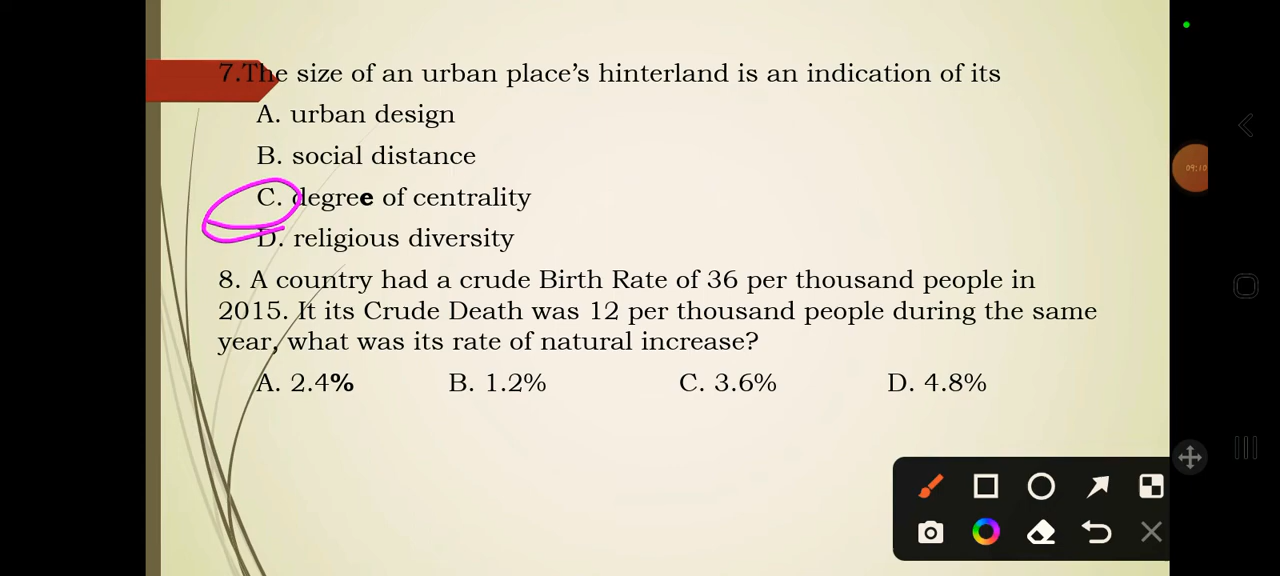 7.The size of an urban place's hinterland is an indication of its
A. urban design
B. social distance
C. degree of centrality
D. religious diversity
8. A country had a crude Birth Rate of 36 per thousand people in
2015. It its Crude Death was 12 per thousand people during the same
year, what was its rate of natural increase?
A. 2.4% B. 1.2% C. 3.6% D. 4.8%
09:10